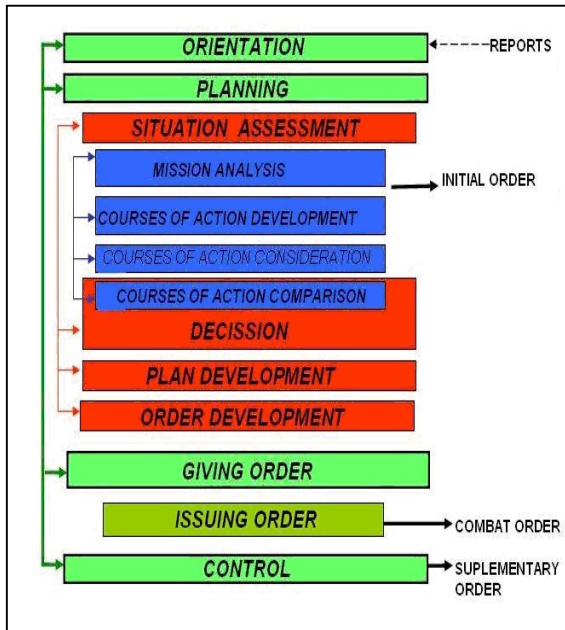 ORIENTATION
REPORTS
PLANNING
SITUATION ASSESSMENT
MISSION ANALYSIS
INITIAL ORDER
COURSES OF ACTION DEVELOPMENT
COURSES OF ACTION CONSIDERATION
COURSES OF ACTION COMPARISON
DECISSION
PLAN DEVELOPMENT
ORDER DEVELOPMENT
GIVING ORDER
ISSUING ORDER
COMBAT ORDER
CONTROL
SUPLEMENTARY
ORDER